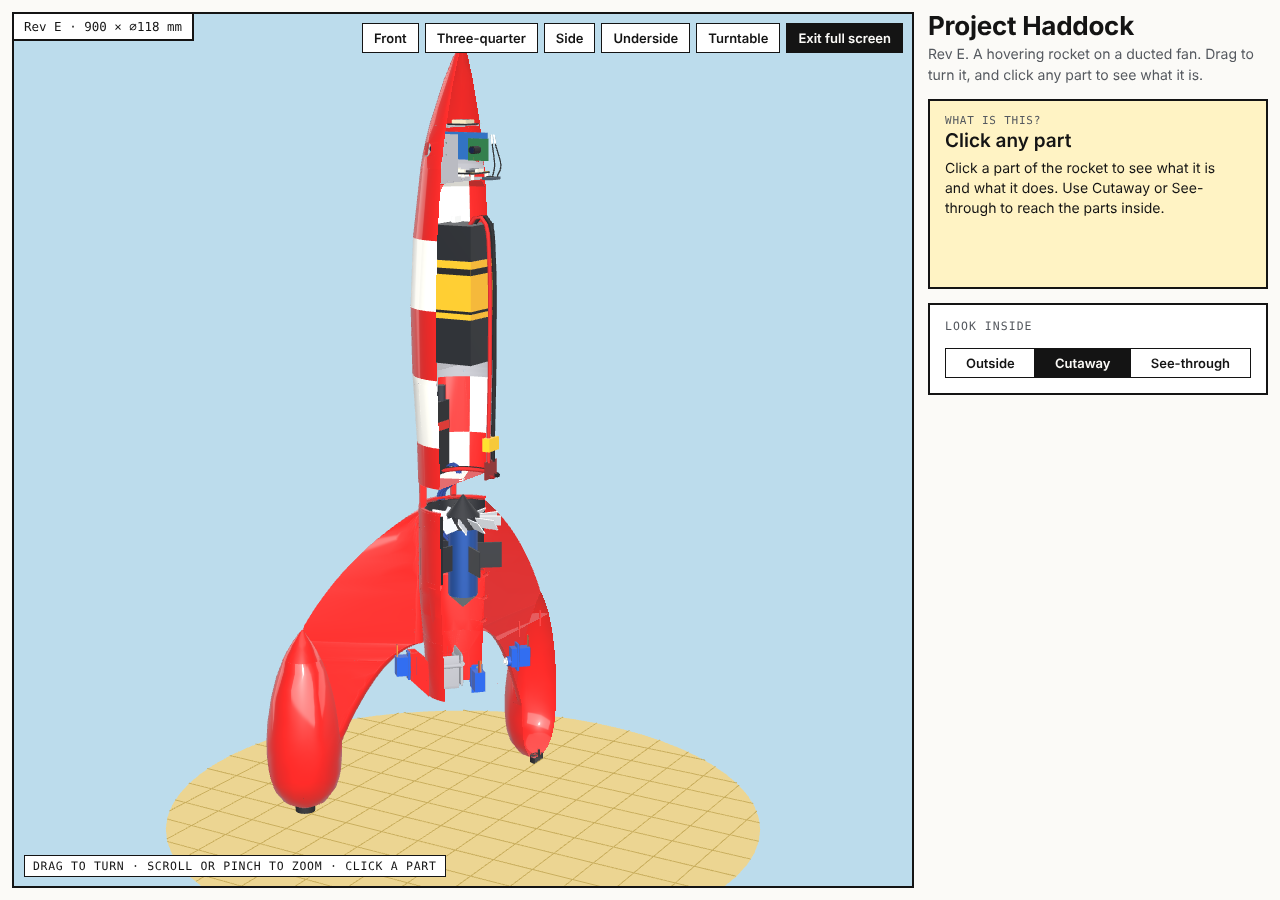 Rev E · 900 × ⌀118 mm
Front
Three-quarter
Side
Underside
Turntable
Exit full screen
DRAG TO TURN · SCROLL OR PINCH TO ZOOM · CLICK A PART
Project Haddock
Rev E. A hovering rocket on a ducted fan. Drag to
turn it, and click any part to see what it is.
WHAT IS THIS?
Click any part
Click a part of the rocket to see what it is
and what it does. Use Cutaway or See-
through to reach the parts inside.
LOOK INSIDE
Outside
Cutaway
See-through